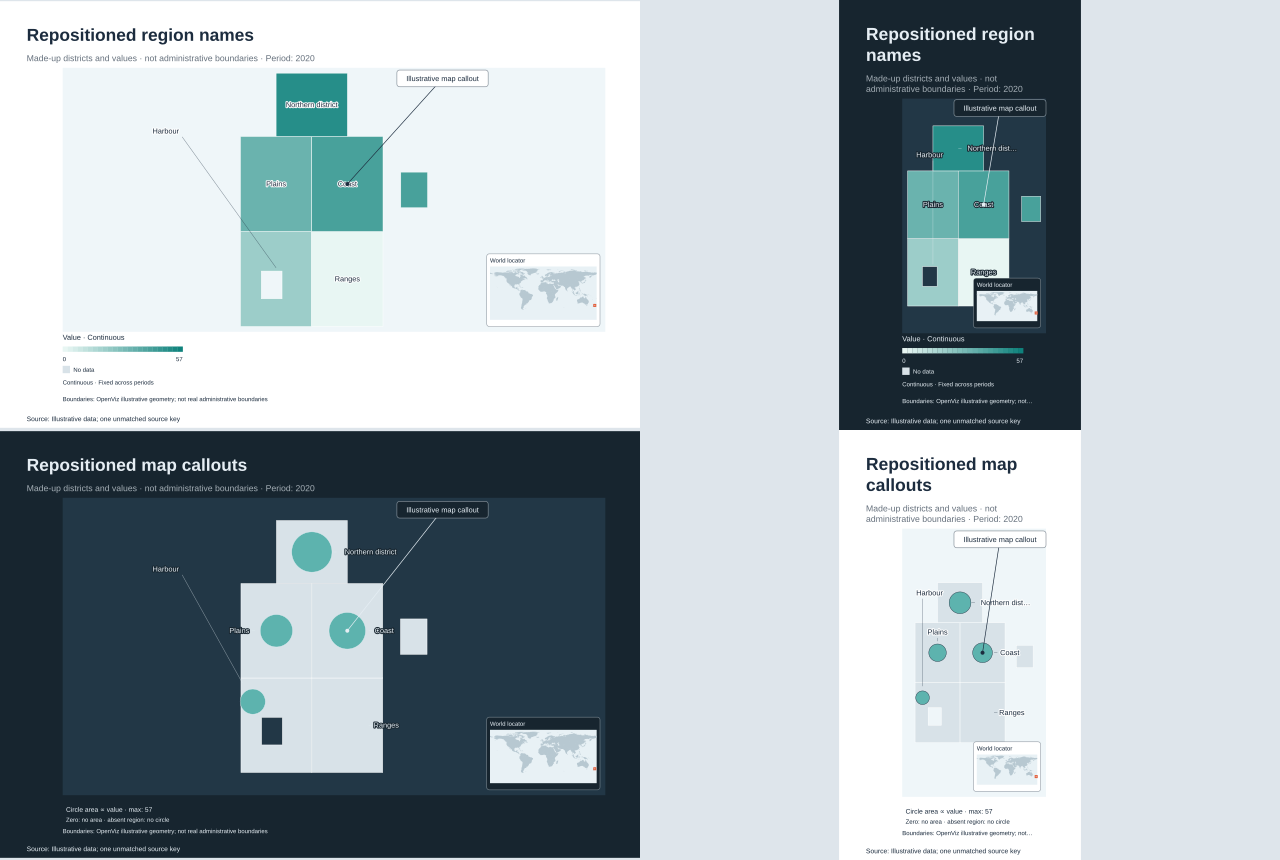 Repositioned region names
Made-up districts and values · not administrative boundaries · Period: 2020
Illustrative map callout
Northern district
Harbour
Plains
Coast
Ranges
World locator
Value · Continuous
0 57
No data
Continuous · Fixed across periods
Boundaries: OpenViz illustrative geometry; not real administrative boundaries
Source: Illustrative data; one unmatched source key
Repositioned region
names
Made-up districts and values · not
administrative boundaries · Period: 2020
Illustrative map callout
Northern dist…
Harbour
Plains
Coast
Ranges
World locator
Value · Continuous
0 57
No data
Continuous · Fixed across periods
Boundaries: OpenViz illustrative geometry; not…
Source: Illustrative data; one unmatched source key
Repositioned map callouts
Made-up districts and values · not administrative boundaries · Period: 2020
Illustrative map callout
Northern district
Harbour
Plains
Coast
Ranges
World locator
Circle area ∝ value · max: 57
Zero: no area · absent region: no circle
Boundaries: OpenViz illustrative geometry; not real administrative boundaries
Source: Illustrative data; one unmatched source key
Repositioned map
callouts
Made-up districts and values · not
administrative boundaries · Period: 2020
Illustrative map callout
Harbour
Northern dist…
Plains
Coast
Ranges
World locator
Circle area ∝ value · max: 57
Zero: no area · absent region: no circle
Boundaries: OpenViz illustrative geometry; not…
Source: Illustrative data; one unmatched source key